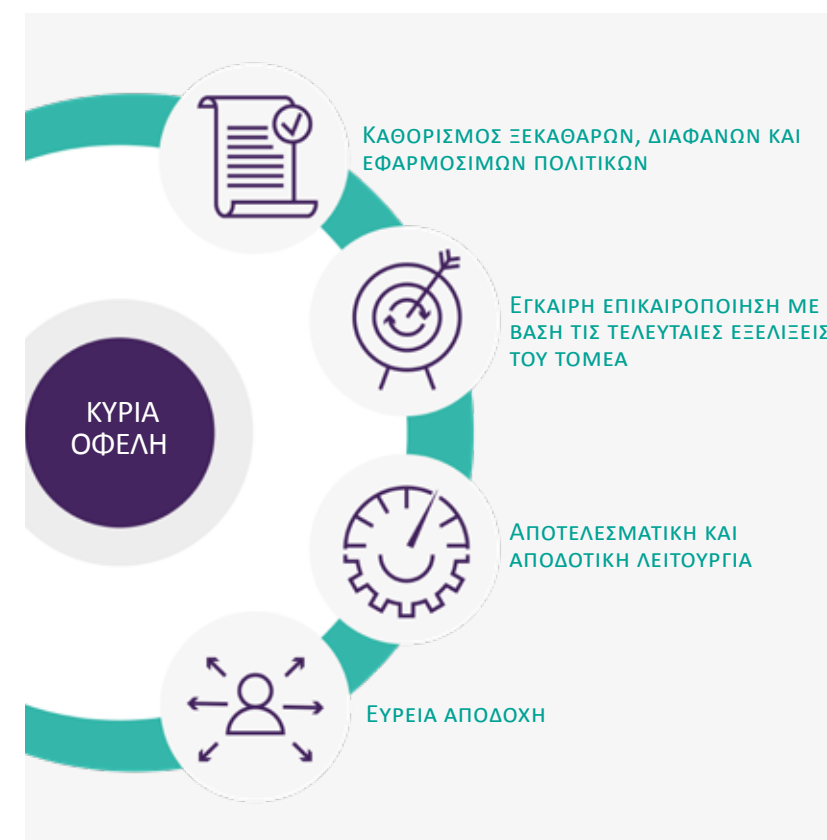 ΚΑΘΟΡΙΣΜΟΣ ΞΕΚΑΘΑΡΩΝ, ΔΙΑΦΑΝΩΝ ΚΑΙ
ΕΦΑΡΜΟΣΙΜΩΝ ΠΟΛΙΤΙΚΩΝ
ΕΓΚΑΙΡΗ ΕΠΙΚΑΙΡΟΠΟΙΗΣΗ ΜΕ
ΒΑΣΗ ΤΙΣ ΤΕΛΕΥΤΑΙΕΣ ΕΞΕΛΙΞΕΙΣ
ΤΟΥ ΤΟΜΕΑ
ΚΥΡΙΑ
ΟΦΕΛΗ
ΑΠΟΤΕΛΕΣΜΑΤΙΚΗ ΚΑΙ
ΑΠΟΔΟΤΙΚΗ ΛΕΙΤΟΥΡΓΙΑ
ΕΥΡΕΙΑ ΑΠΟΔΟΧΗ